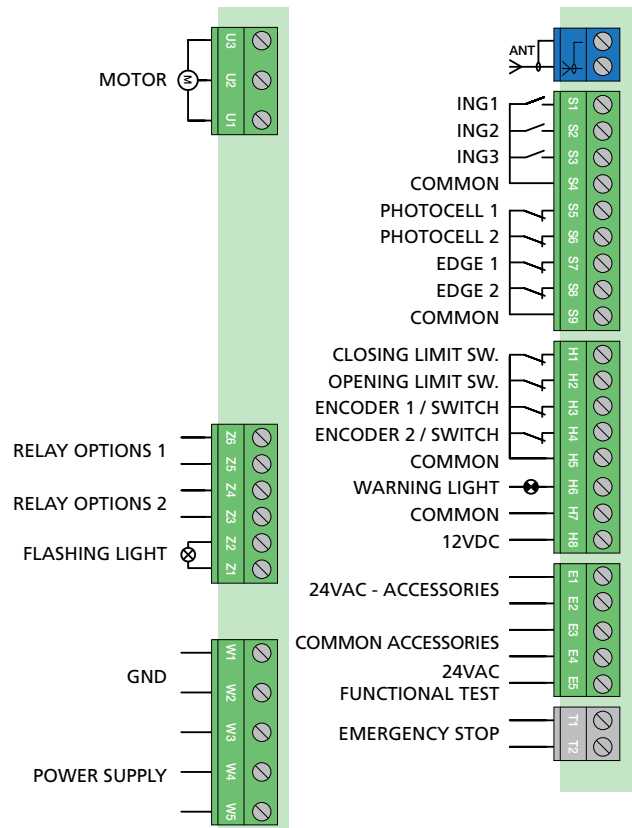 MOTOR
M
U3
U2
U1
RELAY OPTIONS 1
RELAY OPTIONS 2
FLASHING LIGHT
Z6
Z5
Z4
Z3
Z2
Z1
GND
POWER SUPPLY
W1
W2
W3
W4
W5
ANT
ING1
S1
ING2
S2
ING3
S3
COMMON
S4
PHOTOCELL 1
S5
PHOTOCELL 2
S6
EDGE 1
S7
EDGE 2
S8
COMMON
S9
CLOSING LIMIT SW.
H1
OPENING LIMIT SW.
H2
ENCODER 1 / SWITCH
H3
ENCODER 2 / SWITCH
H4
COMMON
H5
WARNING LIGHT
H6
COMMON
H7
12VDC
H8
24VAC - ACCESSORIES
E1
E2
COMMON ACCESSORIES
E3
E4
24VAC
FUNCTIONAL TEST
E5
EMERGENCY STOP
T1
T2